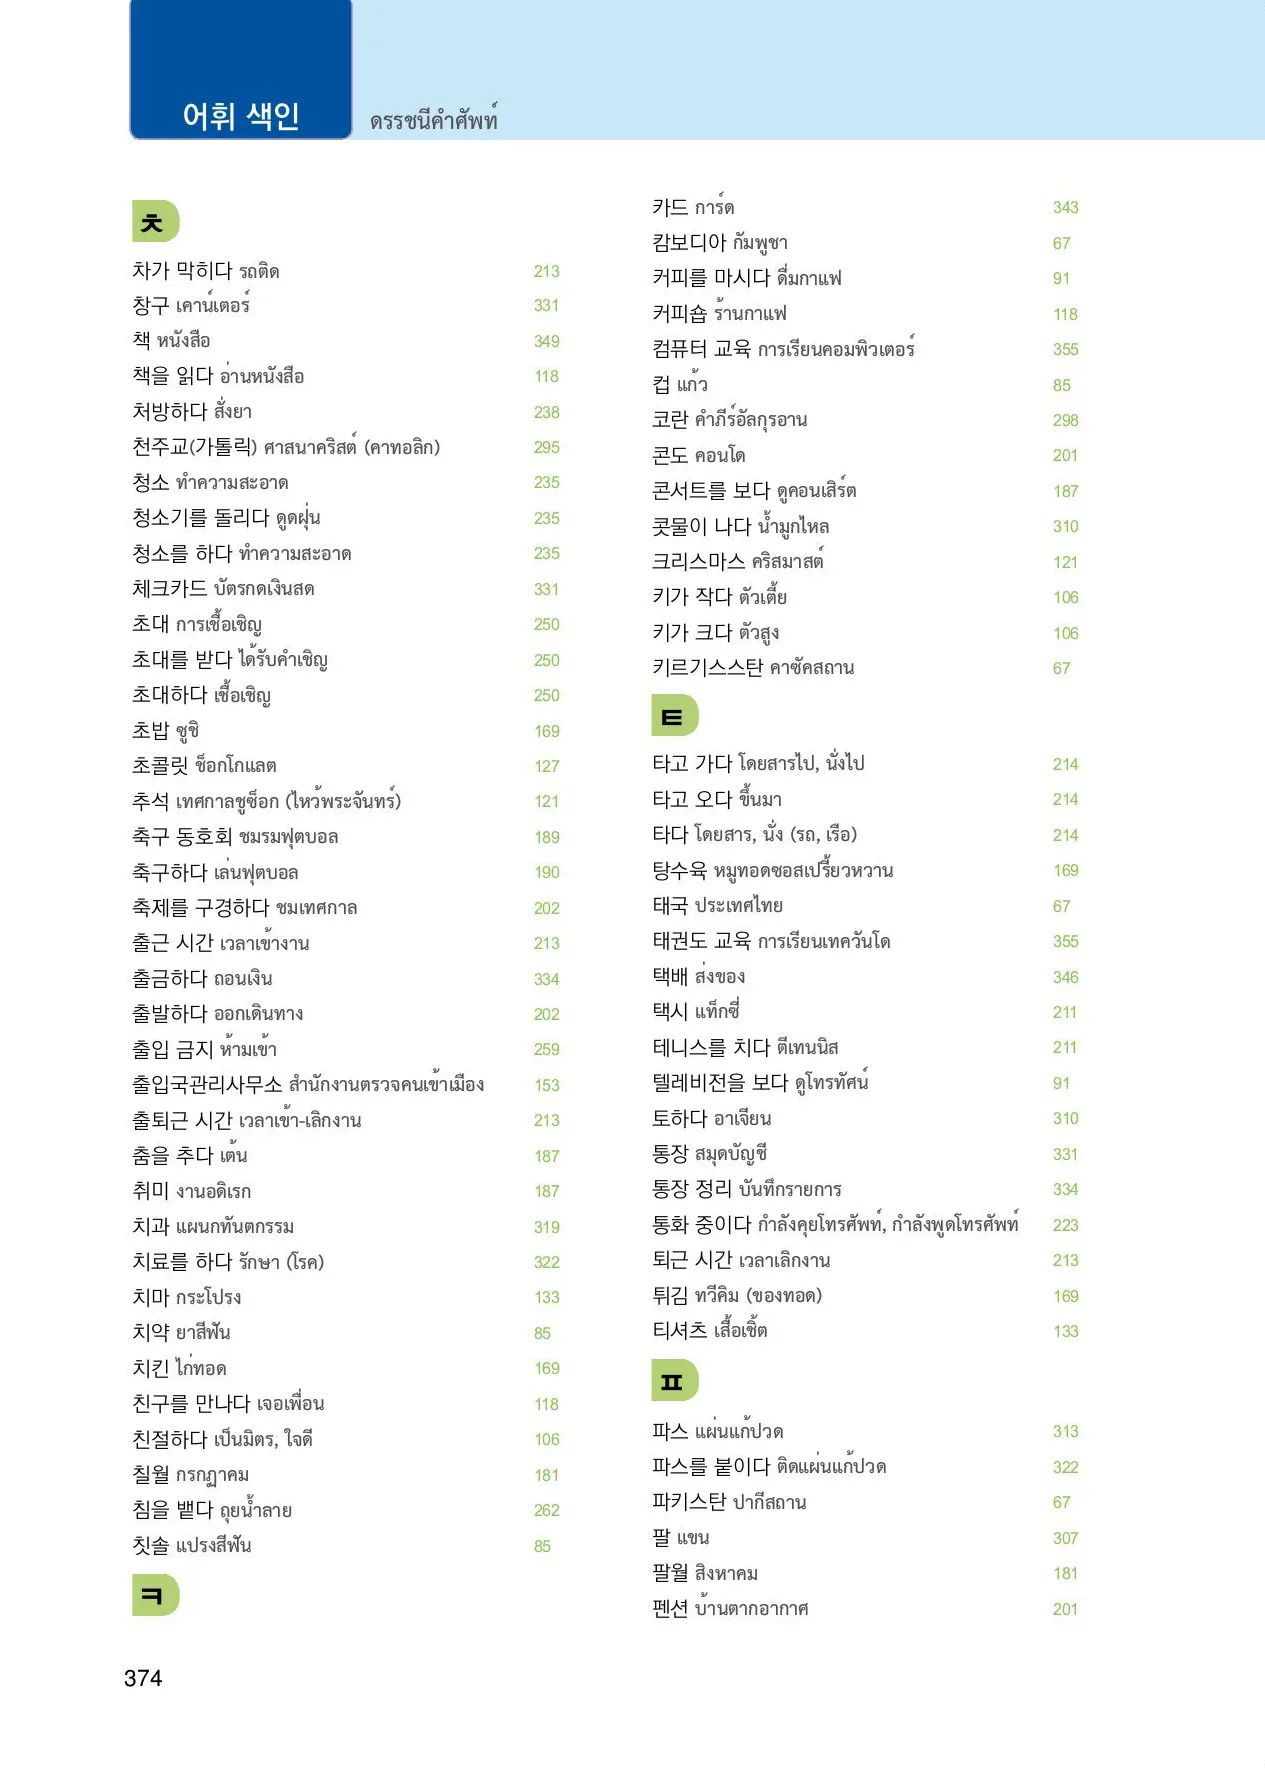 어휘 색인 ดรรชนีคำศัพท์
ㅊ
차가 막히다 รถติด 213
창구 เคาน์เตอร์ 331
책 หนังสือ 349
책을 읽다 อ่านหนังสือ 118
처방하다 สั่งยา 238
천주교(가톨릭) ศาสนาคริสต์ (คาทอลิก) 295
청소 ทำความสะอาด 235
청소기를 돌리다 ดูดฝุ่น 235
청소를 하다 ทำความสะอาด 235
체크카드 บัตรกดเงินสด 331
초대 การเชื้อเชิญ 250
초대를 받다 ได้รับคำเชิญ 250
초대하다 เชื้อเชิญ 250
초밥 ซูชิ 169
초콜릿 ช็อกโกแลต 127
추석 เทศกาลชูซ็อก (ไหว้พระจันทร์) 121
축구 동호회 ชมรมฟุตบอล 189
축구하다 เล่นฟุตบอล 190
축제를 구경하다 ชมเทศกาล 202
출근 시간 เวลาเข้างาน 213
출금하다 ถอนเงิน 334
출발하다 ออกเดินทาง 202
출입 금지 ห้ามเข้า 259
출입국관리사무소 สำนักงานตรวจคนเข้าเมือง 153
출퇴근 시간 เวลาเข้า-เลิกงาน 213
춤을 추다 เต้น 187
취미 งานอดิเรก 187
치과 แผนกทันตกรรม 319
치료를 하다 รักษา (โรค) 322
치마 กระโปรง 133
치약 ยาสีฟัน 85
치킨 ไก่ทอด 169
친구를 만나다 เจอเพื่อน 118
친절하다 เป็นมิตร, ใจดี 106
칠월 กรกฎาคม 181
침을 뱉다 ถุยน้ำลาย 262
칫솔 แปรงสีฟัน 85
ㅋ
카드 การ์ด 343
캄보디아 กัมพูชา 67
커피를 마시다 ดื่มกาแฟ 91
커피숍 ร้านกาแฟ 118
컴퓨터 교육 การเรียนคอมพิวเตอร์ 355
컵 แก้ว 85
코란 คำภีร์อัลกุรอาน 298
콘도 คอนโด 201
콘서트를 보다 ดูคอนเสิร์ต 187
콧물이 나다 น้ำมูกไหล 310
크리스마스 คริสมาสต์ 121
키가 작다 ตัวเตี้ย 106
키가 크다 ตัวสูง 106
키르기스스탄 คาซัคสถาน 67
ㅌ
타고 가다 โดยสารไป, นั่งไป 214
타고 오다 ขึ้นมา 214
타다 โดยสาร, นั่ง (รถ, เรือ) 214
탕수육 หมูทอดซอสเปรี้ยวหวาน 169
태국 ประเทศไทย 67
태권도 교육 การเรียนเทควันโด 355
택배 ส่งของ 346
택시 แท็กซี่ 211
테니스를 치다 ตีเทนนิส 211
텔레비전을 보다 ดูโทรทัศน์ 91
토하다 อาเจียน 310
통장 สมุดบัญชี 331
통장 정리 บันทึกรายการ 334
통화 중이다 กำลังคุยโทรศัพท์, กำลังพูดโทรศัพท์ 223
퇴근 시간 เวลาเลิกงาน 213
튀김 ทวีคิม (ของทอด) 169
티셔츠 เสื้อเชิ้ต 133
ㅍ
파스 แผ่นแก้ปวด 313
파스를 붙이다 ติดแผ่นแก้ปวด 322
파키스탄 ปากีสถาน 67
팔 แขน 307
팔월 สิงหาคม 181
펜션 บ้านตากอากาศ 201
374